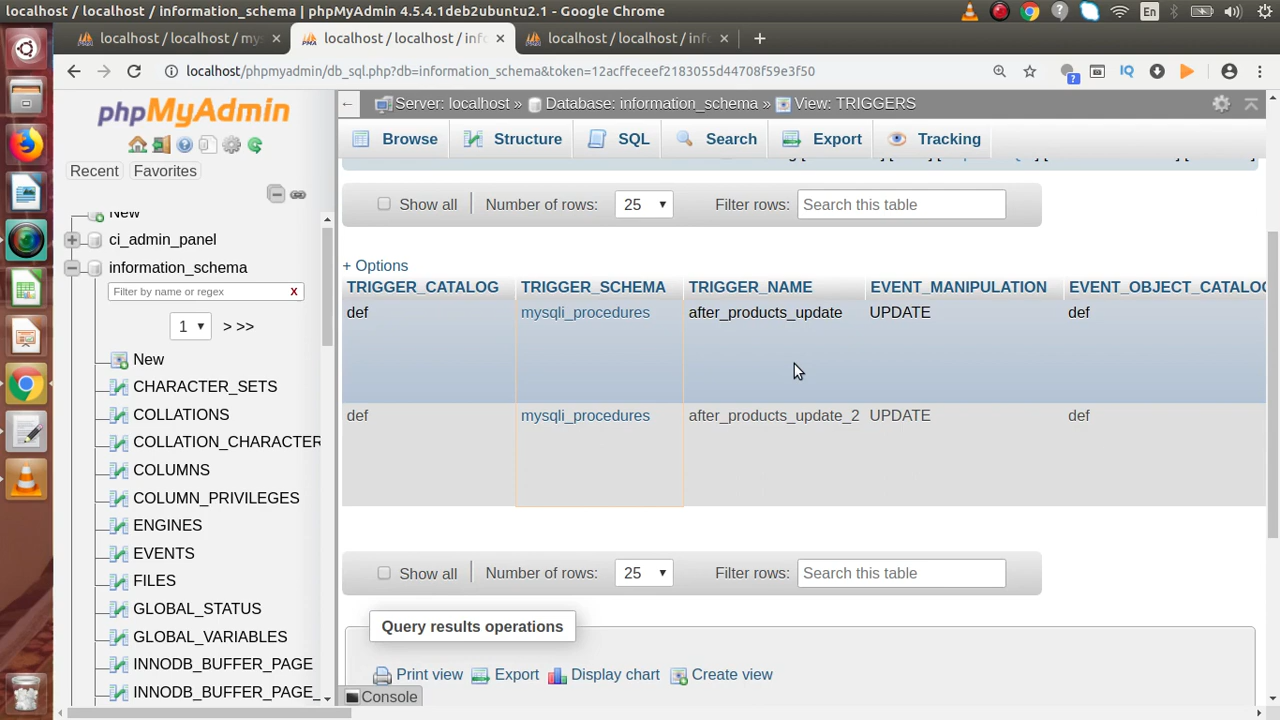 localhost / localhost / information_schema | phpMyAdmin 4.5.4.1deb2ubuntu2.1 - Google Chrome
En
localhost / localhost / mys
localhost / localhost / inf
localhost / localhost / inf
localhost/phpmyadmin/db_sql.php?db=information_schema&token=12acffeceef2183055d44708f59e3f50
IQ
phpMyAdmin
Recent
Favorites
New
ci_admin_panel
information_schema
Filter by name or regex
X
1
> >>
New
CHARACTER_SETS
COLLATIONS
COLLATION_CHARACTER
COLUMNS
COLUMN_PRIVILEGES
ENGINES
EVENTS
FILES
GLOBAL_STATUS
GLOBAL_VARIABLES
INNODB_BUFFER_PAGE
INNODB_BUFFER_PAGE_
Server: localhost » Database: information_schema » View: TRIGGERS
Browse Structure SQL Search Export Tracking
Show all Number of rows: 25 Filter rows: Search this table
+ Options
TRIGGER_CATALOG TRIGGER_SCHEMA TRIGGER_NAME EVENT_MANIPULATION EVENT_OBJECT_CATALOG
def mysqli_procedures after_products_update UPDATE def
def mysqli_procedures after_products_update_2 UPDATE def
Show all Number of rows: 25 Filter rows: Search this table
Query results operations
Print view Export Display chart Create view
Console